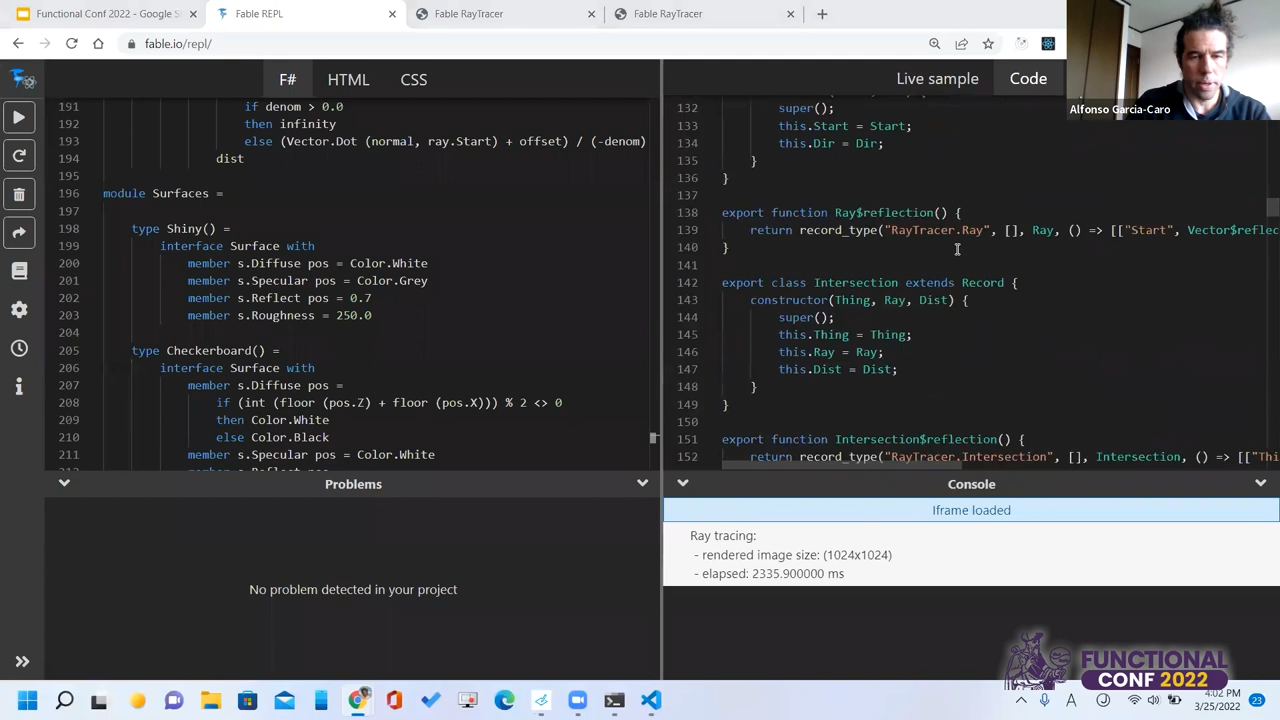 Functional Conf 2022 - Google S
Fable REPL
Fable RayTracer
Fable RayTracer
fable.io/repl/
F#
HTML
CSS
Live sample
Code
Alfonso Garcia-Caro
191 if denom > 0.0
192 then infinity
193 else (Vector.Dot (normal, ray.Start) + offset) / (-denom)
194 dist
195
196 module Surfaces =
197
198 type Shiny() =
199 interface Surface with
200 member s.Diffuse pos = Color.White
201 member s.Specular pos = Color.Grey
202 member s.Reflect pos = 0.7
203 member s.Roughness = 250.0
204
205 type Checkerboard() =
206 interface Surface with
207 member s.Diffuse pos =
208 if (int (floor (pos.Z) + floor (pos.X))) % 2 <> 0
209 then Color.White
210 else Color.Black
211 member s.Specular pos = Color.White
132 super();
133 this.Start = Start;
134 this.Dir = Dir;
135 }
136 }
137
138 export function Ray$reflection() {
139 return record_type("RayTracer.Ray", [], Ray, () => [["Start", Vector$reflec
140 }
141
142 export class Intersection extends Record {
143 constructor(Thing, Ray, Dist) {
144 super();
145 this.Thing = Thing;
146 this.Ray = Ray;
147 this.Dist = Dist;
148 }
149 }
150
151 export function Intersection$reflection() {
152 return record_type("RayTracer.Intersection", [], Intersection, () => [["Thi
Problems
No problem detected in your project
Console
Iframe loaded
Ray tracing:
- rendered image size: (1024x1024)
- elapsed: 2335.900000 ms
FUNCTIONAL
CONF 2022
4:02 PM
3/25/2022
23